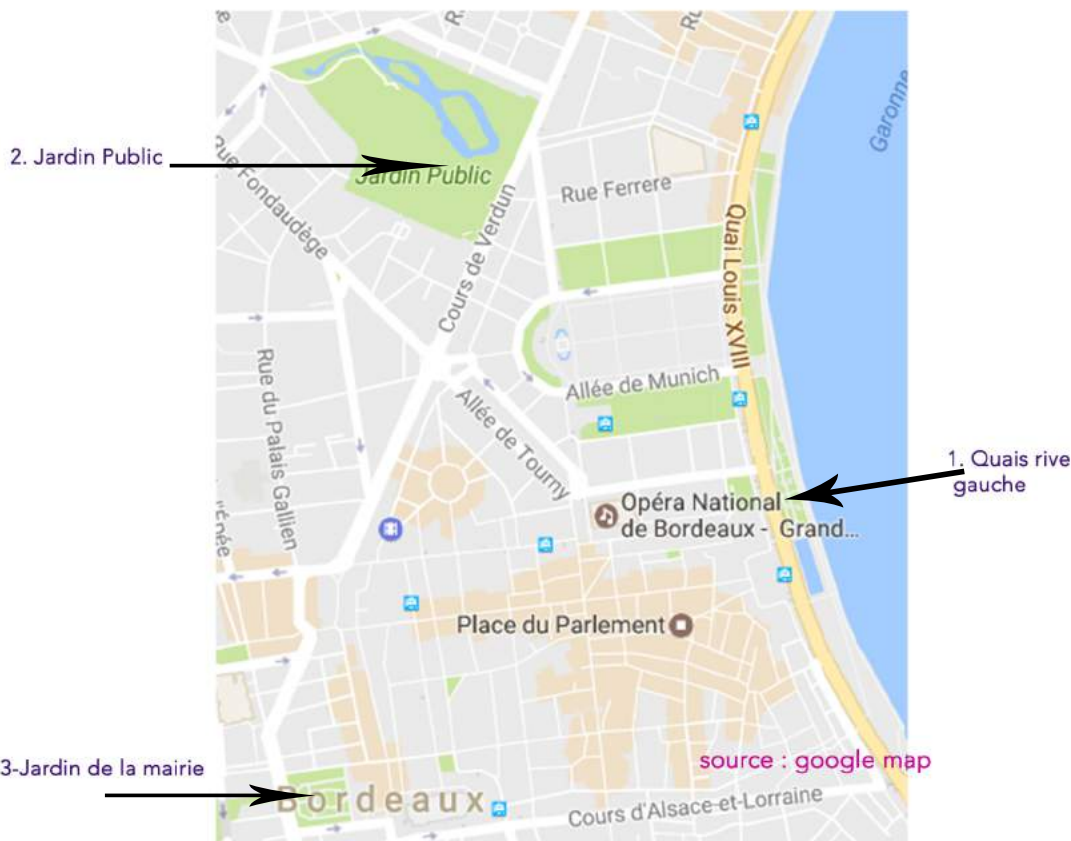 Garonne
2. Jardin Public
Jardin Public
Rue Fondaudège
Rue Ferrere
Cours de Verdun
Quai Louis XVIII
Rue du Palais Gallien
Allée de Munich
Allée de Tourny
1. Quais rive
gauche
Opéra National
de Bordeaux - Grand...
l'Épée
Place du Parlement
source : google map
3-Jardin de la mairie
Bordeaux
Cours d'Alsace-et-Lorraine